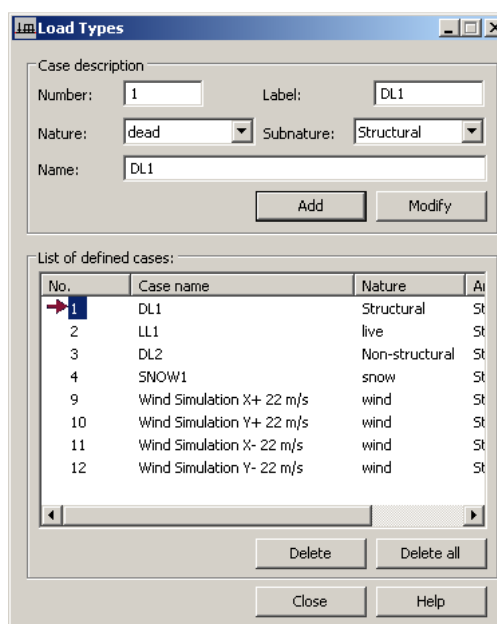 Load Types
Case description
Number: 1 Label: DL1
Nature: dead Subnature: Structural
Name: DL1
Add Modify
List of defined cases:
No. Case name Nature
1 DL1 Structural
2 LL1 live
3 DL2 Non-structural
4 SNOW1 snow
9 Wind Simulation X+ 22 m/s wind
10 Wind Simulation Y+ 22 m/s wind
11 Wind Simulation X- 22 m/s wind
12 Wind Simulation Y- 22 m/s wind
Delete Delete all
Close Help